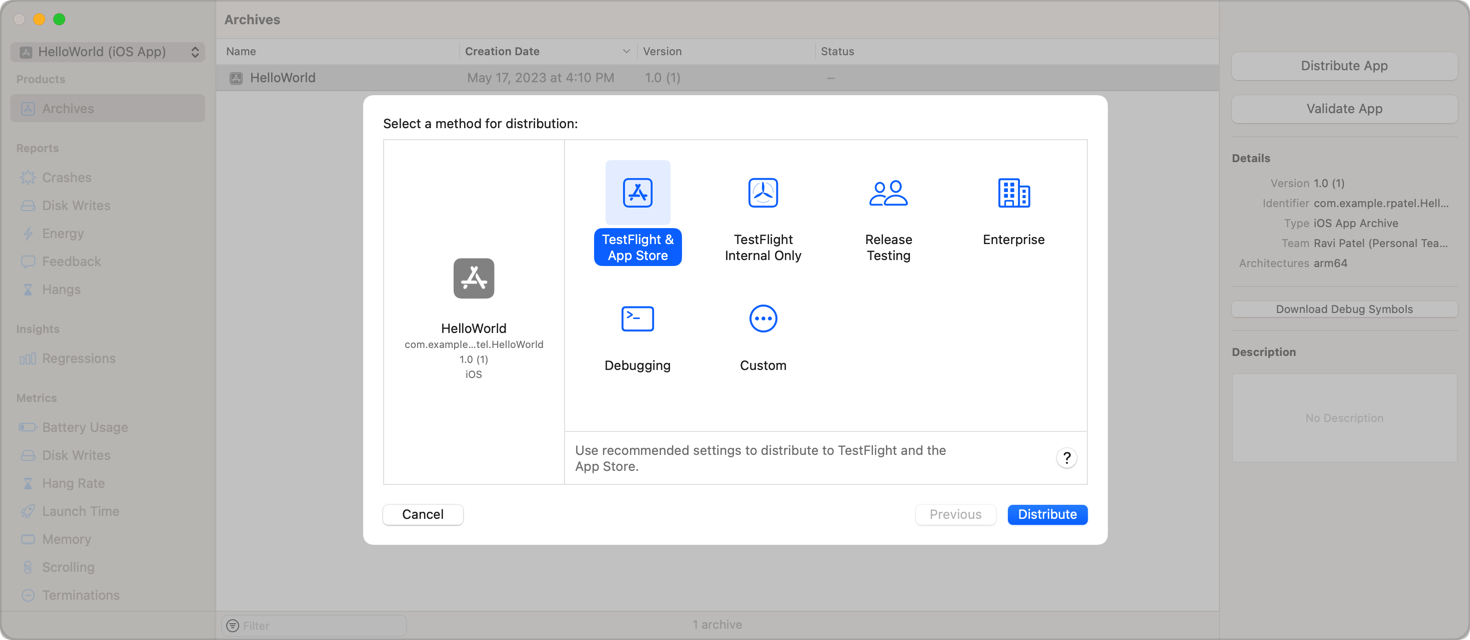 Archives
HelloWorld (iOS App)
Products
Archives
Reports
Crashes
Disk Writes
Energy
Feedback
Hangs
Insights
Regressions
Metrics
Battery Usage
Disk Writes
Hang Rate
Launch Time
Memory
Scrolling
Terminations
Name Creation Date Version Status
HelloWorld May 17, 2023 at 4:10 PM 1.0 (1) —
Select a method for distribution:
HelloWorld
com.example...tel.HelloWorld
1.0 (1)
iOS
TestFlight &
App Store
TestFlight
Internal Only
Release
Testing
Enterprise
Debugging
Custom
Use recommended settings to distribute to TestFlight and the
App Store.
?
Cancel
Previous
Distribute
Filter
1 archive
Distribute App
Validate App
Details
Version 1.0 (1)
Identifier com.example.rpatel.Hell...
Type iOS App Archive
Team Ravi Patel (Personal Tea...
Architectures arm64
Download Debug Symbols
Description
No Description